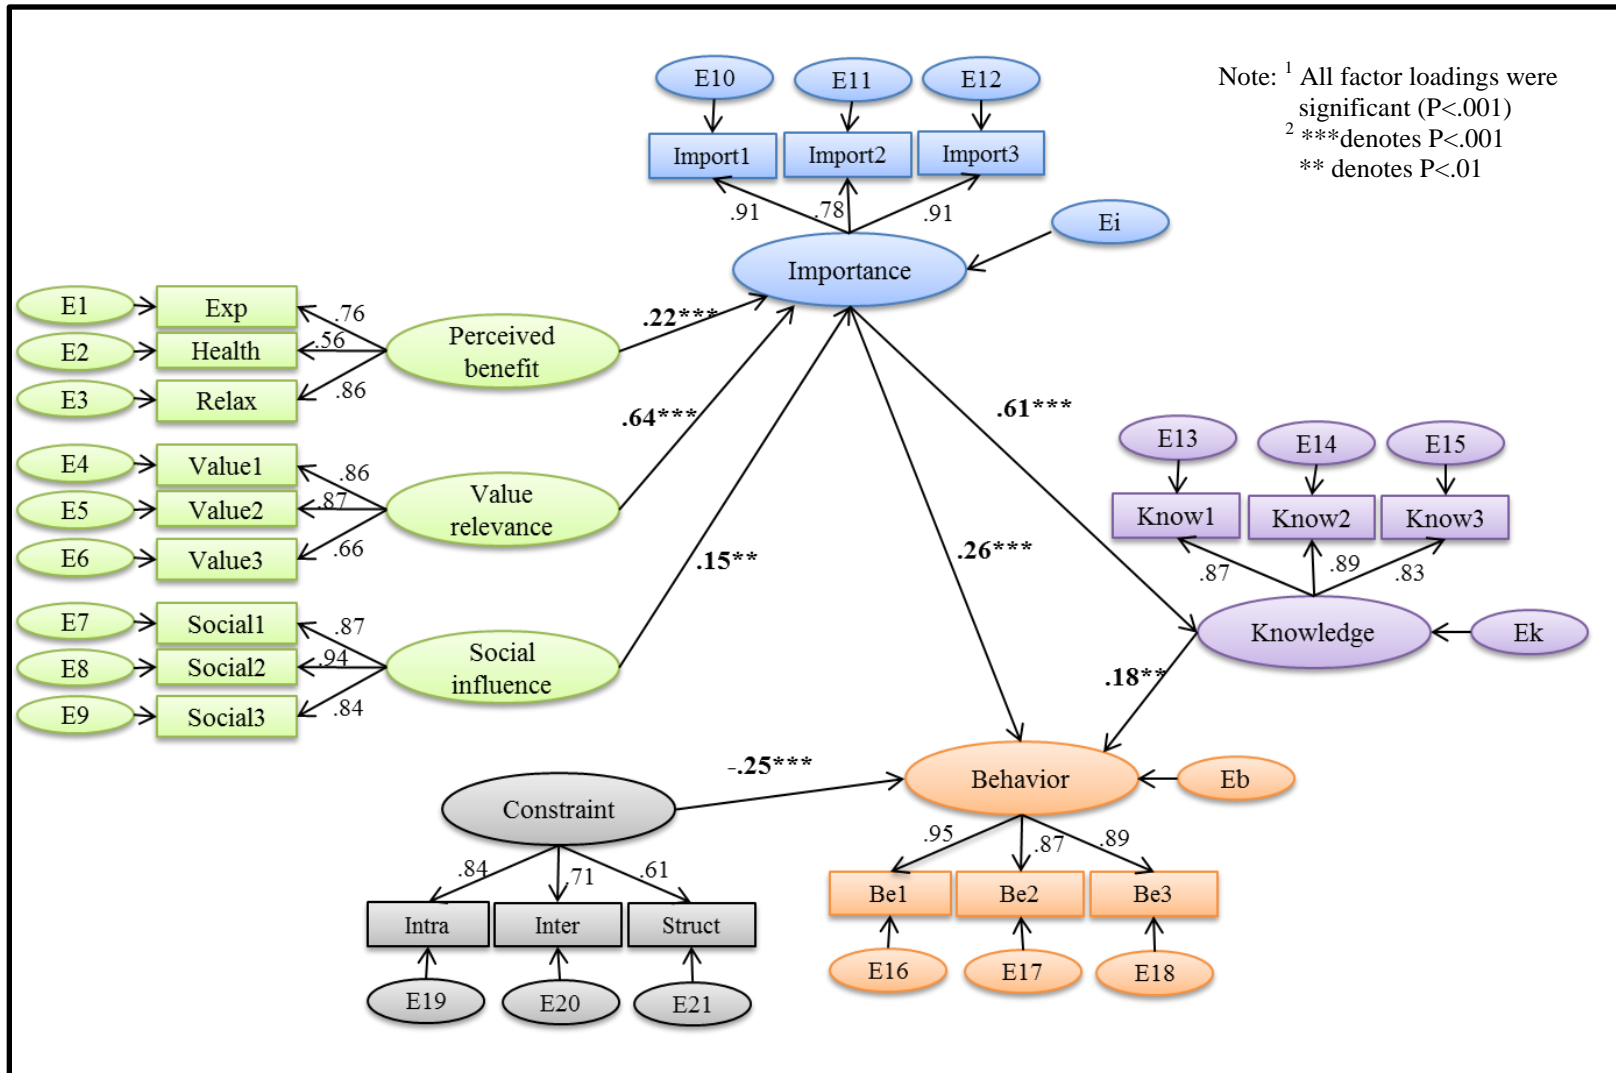 E10
E11
E12
Note: 1 All factor loadings were
significant (P<.001)
2 ***denotes P<.001
** denotes P<.01
Import1
Import2
Import3
.91
.78
.91
Ei
Importance
E1
Exp
.76
E2
Health
.56
E3
Relax
.86
Perceived
benefit
.22***
E4
Value1
.86
E5
Value2
.87
E6
Value3
.66
Value
relevance
.64***
E7
Social1
.87
E8
Social2
.94
E9
Social3
.84
Social
influence
.15**
.61***
.26***
E13
E14
E15
Know1
Know2
Know3
.87
.89
.83
Knowledge
Ek
.18**
-.25***
Constraint
Behavior
Eb
.84
.71
.61
Intra
Inter
Struct
E19
E20
E21
.95
.87
.89
Be1
Be2
Be3
E16
E17
E18